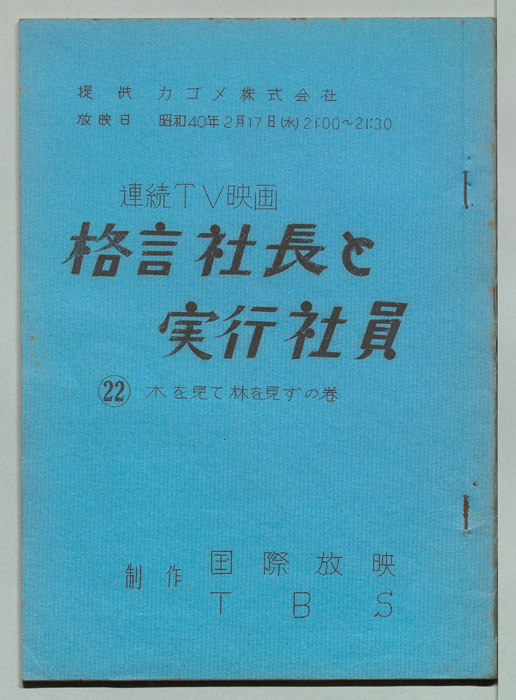 提供 カゴメ株式会社
放映日 昭和40年2月17日(水)21:00~21:30
連続TV映画
格言社長と
実行社員
㉒ 木を見て林を見ずの巻
制作 国際放映
TBS